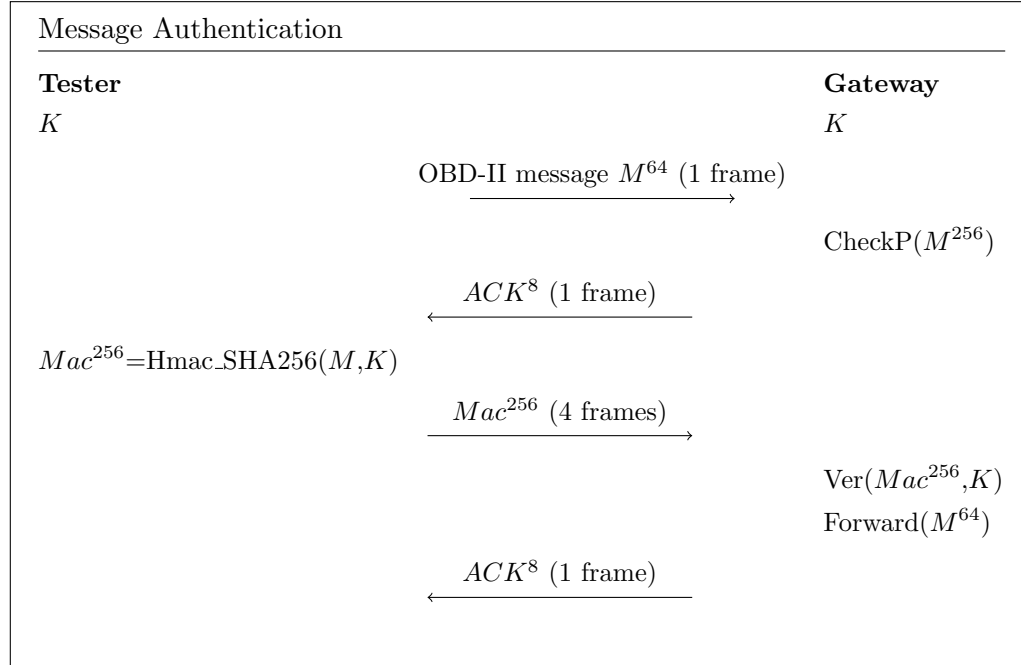 Message Authentication
Tester Gateway
K K
OBD-II message M^64 (1 frame)
CheckP(M^256)
ACK^8 (1 frame)
Mac^256=Hmac_SHA256(M,K)
Mac^256 (4 frames)
Ver(Mac^256,K)
Forward(M^64)
ACK^8 (1 frame)